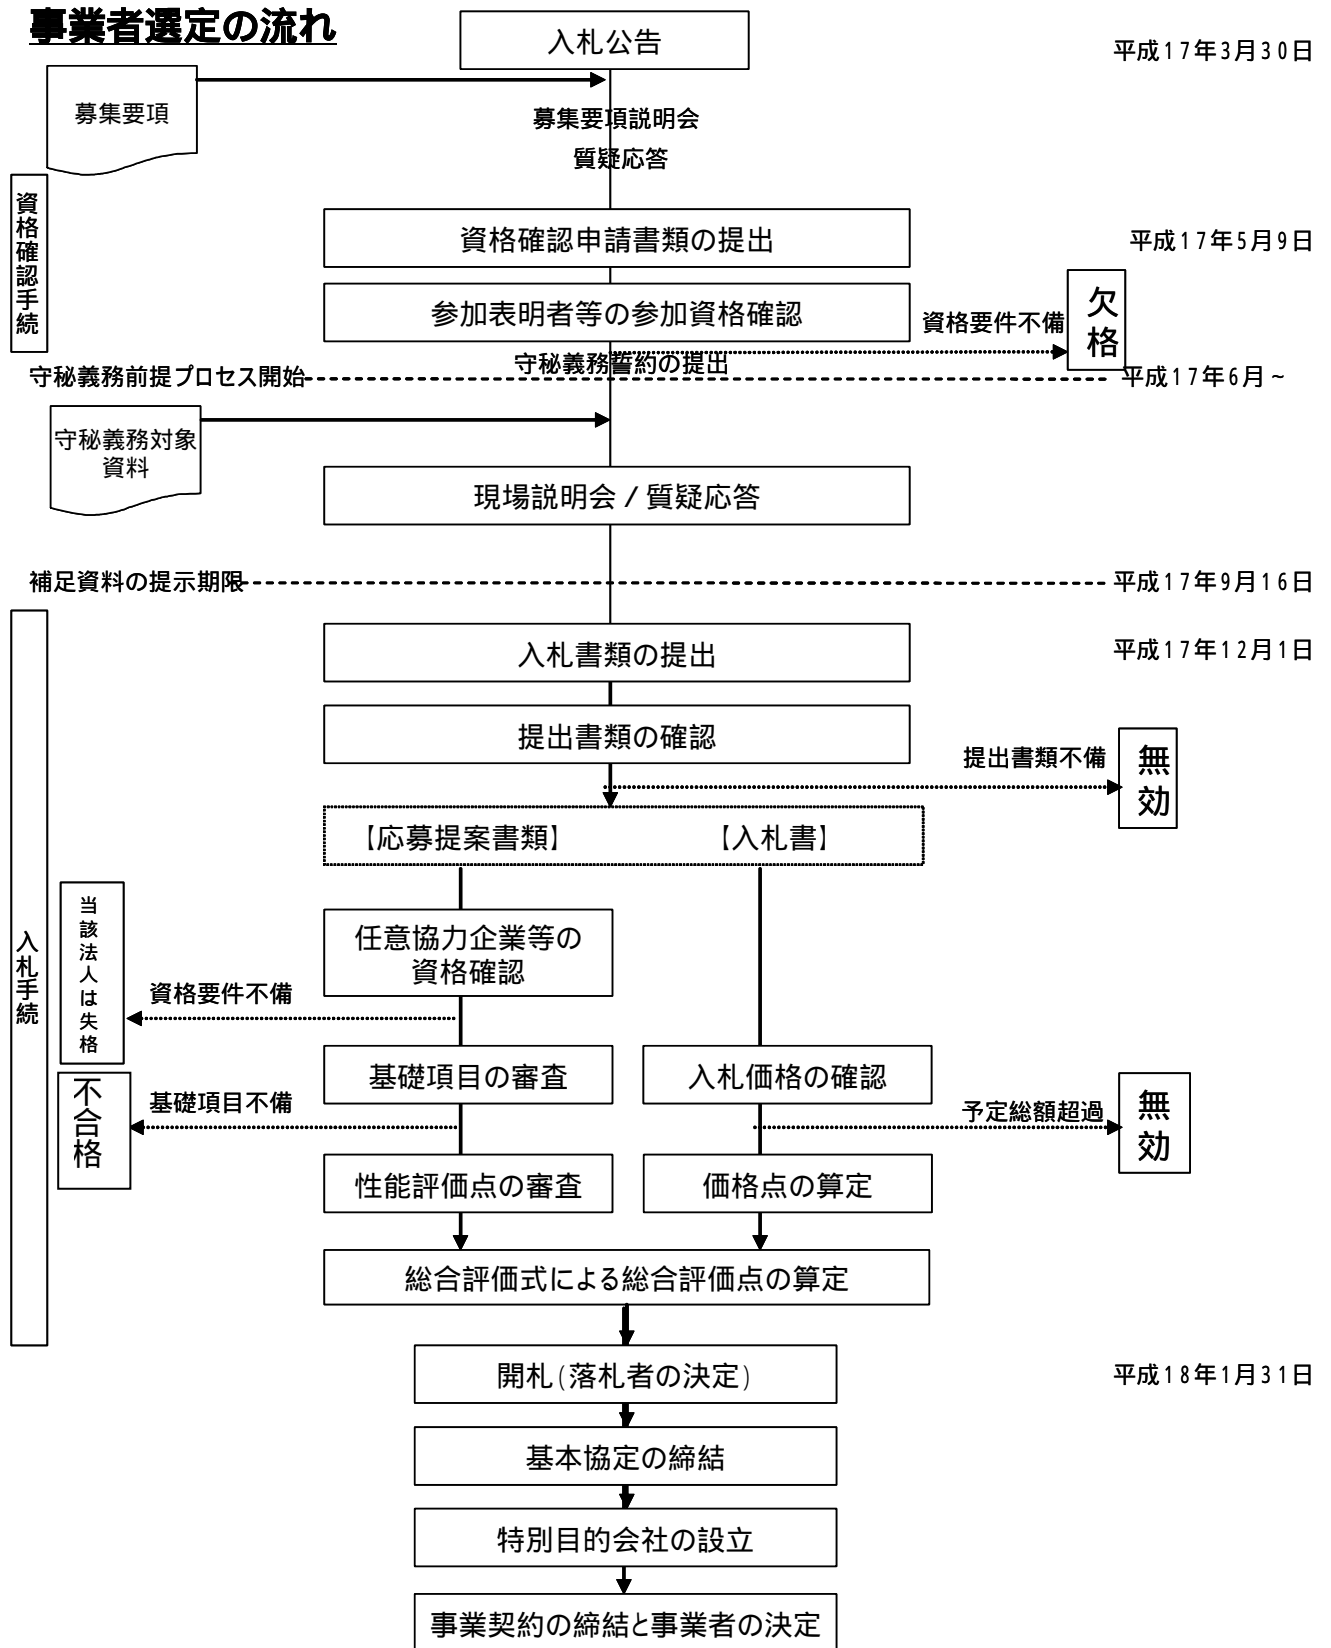 事業者選定の流れ
入札公告
平成17年3月30日
募集要項
募集要項説明会
質疑応答
資格確認手続
資格確認申請書類の提出
平成17年5月9日
参加表明者等の参加資格確認
資格要件不備
欠格
守秘義務誓約の提出
守秘義務前提プロセス開始
平成17年6月~
守秘義務対象
資料
現場説明会/質疑応答
補足資料の提示期限
平成17年9月16日
入札手続
入札書類の提出
平成17年12月1日
提出書類の確認
提出書類不備
無効
【応募提案書類】
【入札書】
任意協力企業等の
資格確認
当該法人は失格
資格要件不備
基礎項目の審査
入札価格の確認
不合格
基礎項目不備
予定総額超過
無効
性能評価点の審査
価格点の算定
総合評価式による総合評価点の算定
開札(落札者の決定)
平成18年1月31日
基本協定の締結
特別目的会社の設立
事業契約の締結と事業者の決定